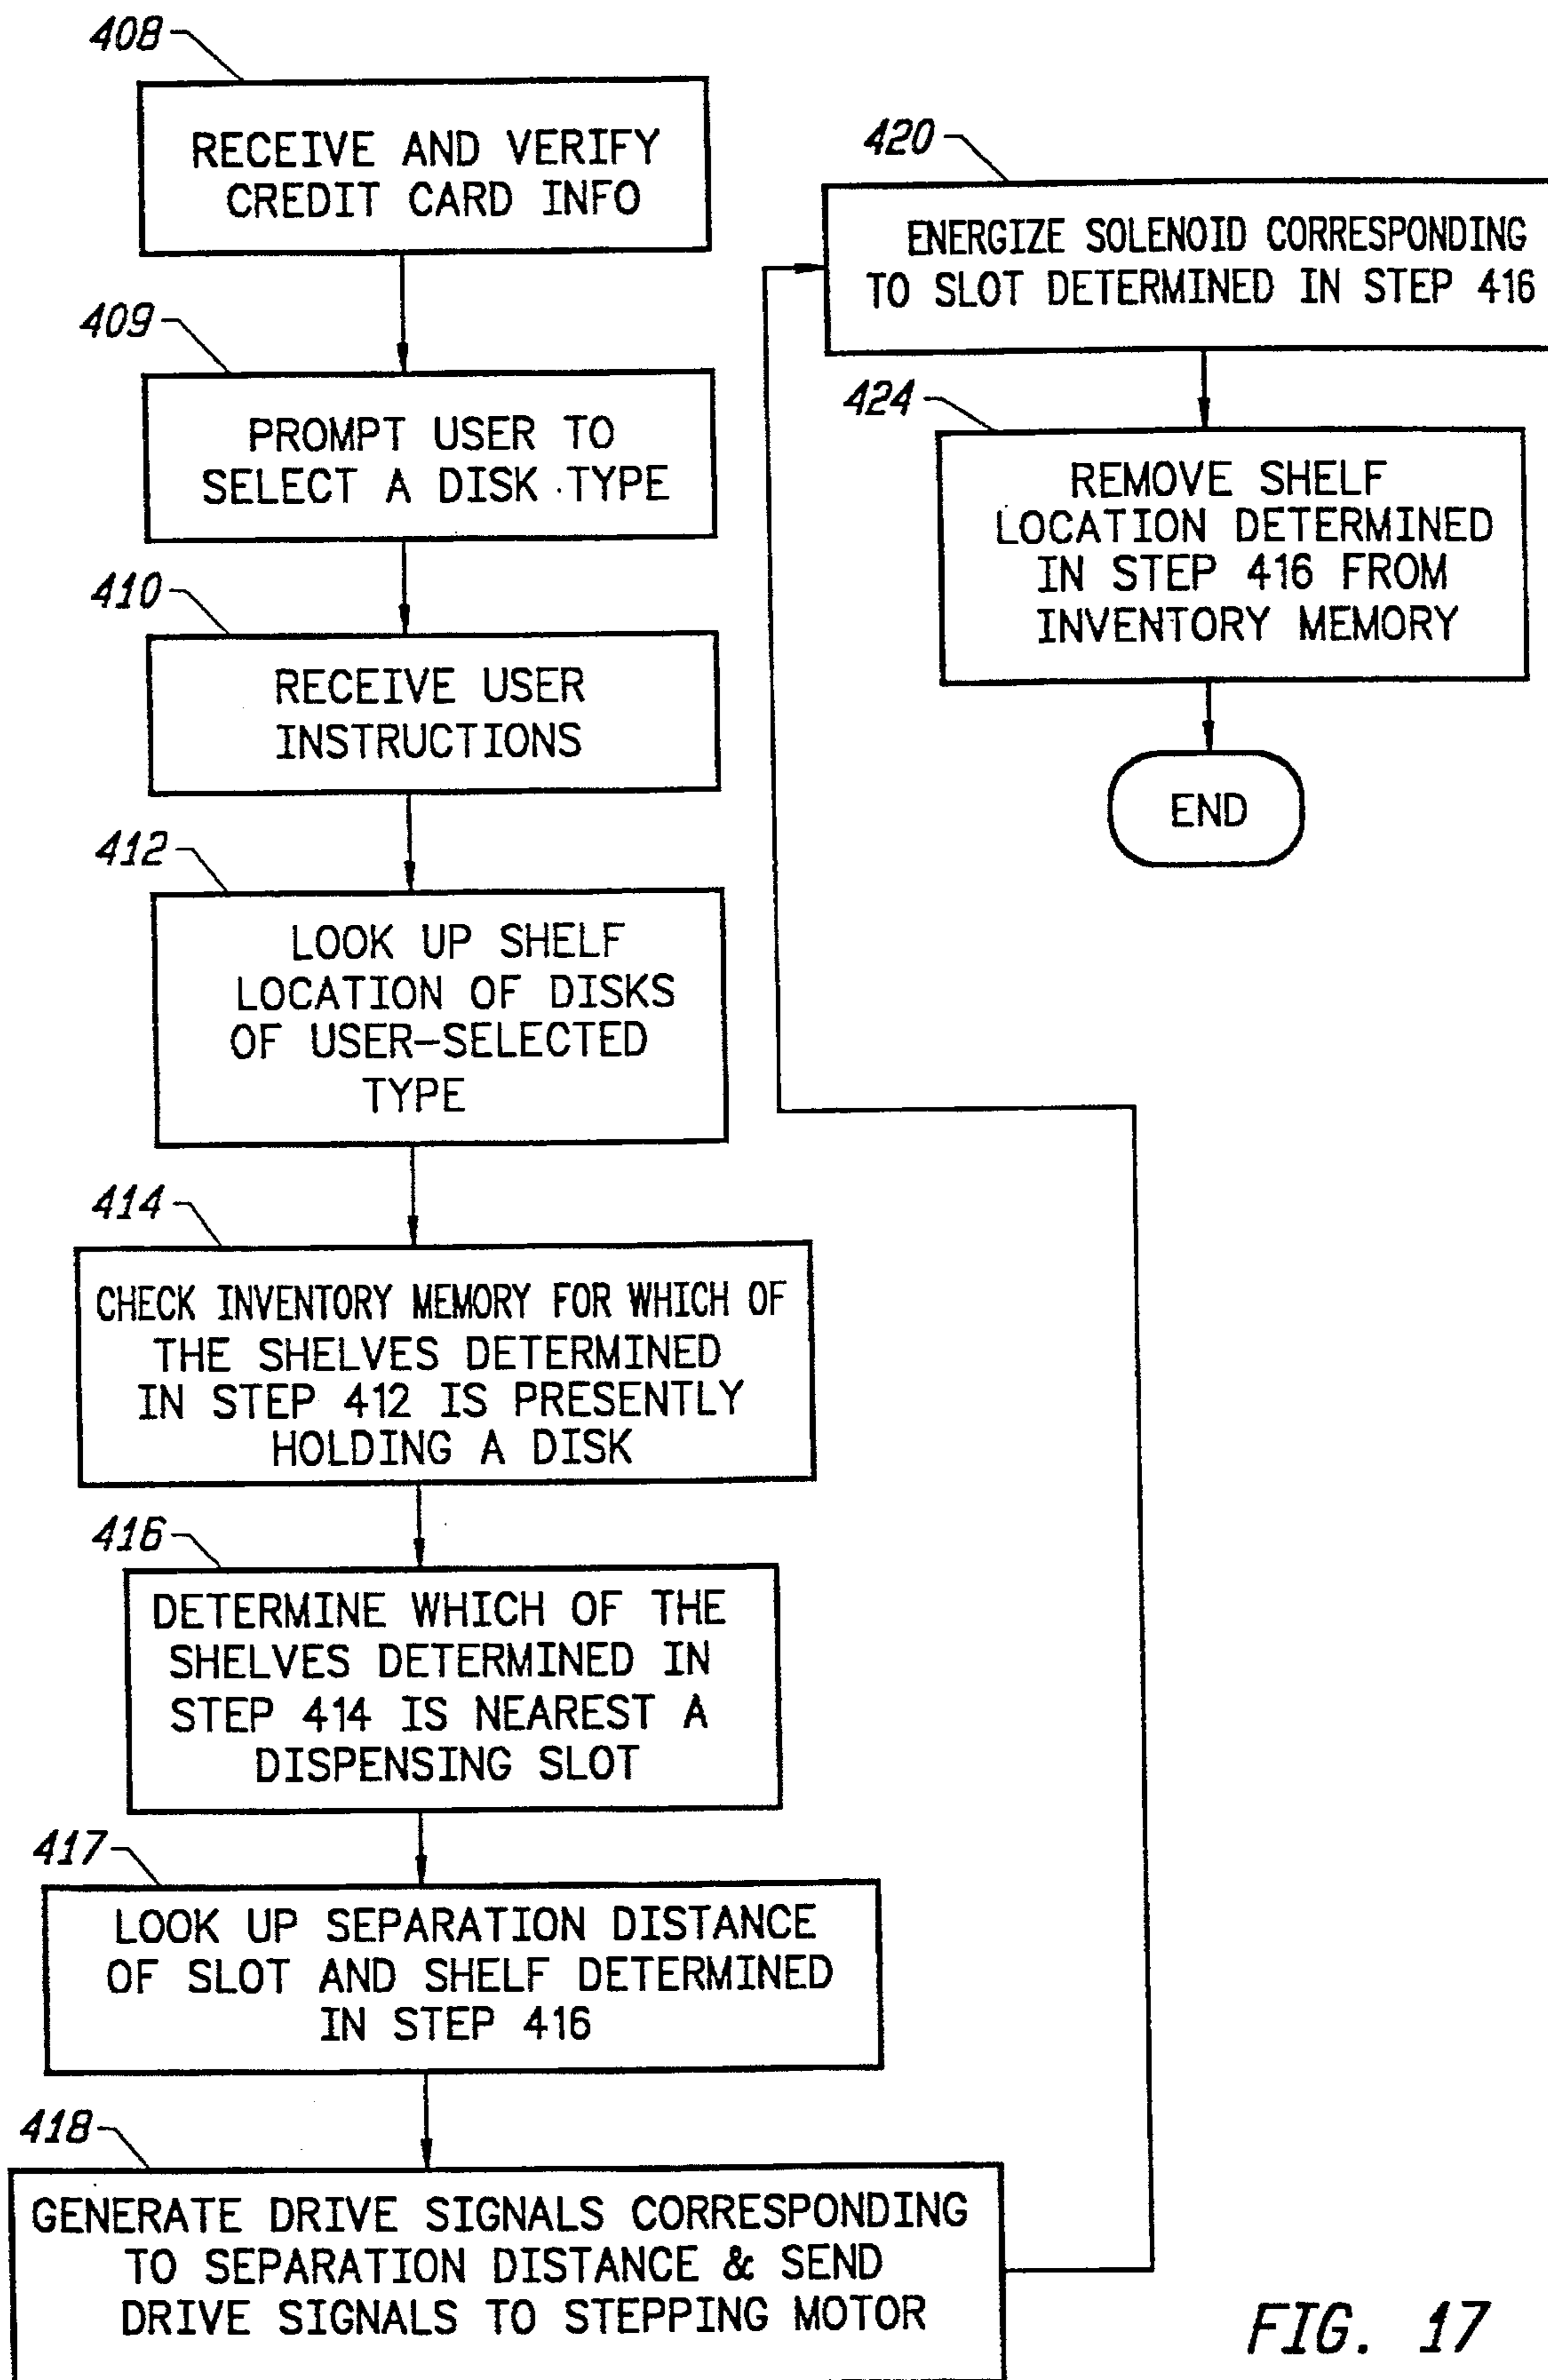 408
RECEIVE AND VERIFY
CREDIT CARD INFO
409
PROMPT USER TO
SELECT A DISK TYPE
410
RECEIVE USER
INSTRUCTIONS
412
LOOK UP SHELF
LOCATION OF DISKS
OF USER-SELECTED
TYPE
414
CHECK INVENTORY MEMORY FOR WHICH OF
THE SHELVES DETERMINED
IN STEP 412 IS PRESENTLY
HOLDING A DISK
416
DETERMINE WHICH OF THE
SHELVES DETERMINED IN
STEP 414 IS NEAREST A
DISPENSING SLOT
417
LOOK UP SEPARATION DISTANCE
OF SLOT AND SHELF DETERMINED
IN STEP 416
418
GENERATE DRIVE SIGNALS CORRESPONDING
TO SEPARATION DISTANCE & SEND
DRIVE SIGNALS TO STEPPING MOTOR
420
ENERGIZE SOLENOID CORRESPONDING
TO SLOT DETERMINED IN STEP 416
424
REMOVE SHELF
LOCATION DETERMINED
IN STEP 416 FROM
INVENTORY MEMORY
END
FIG. 17